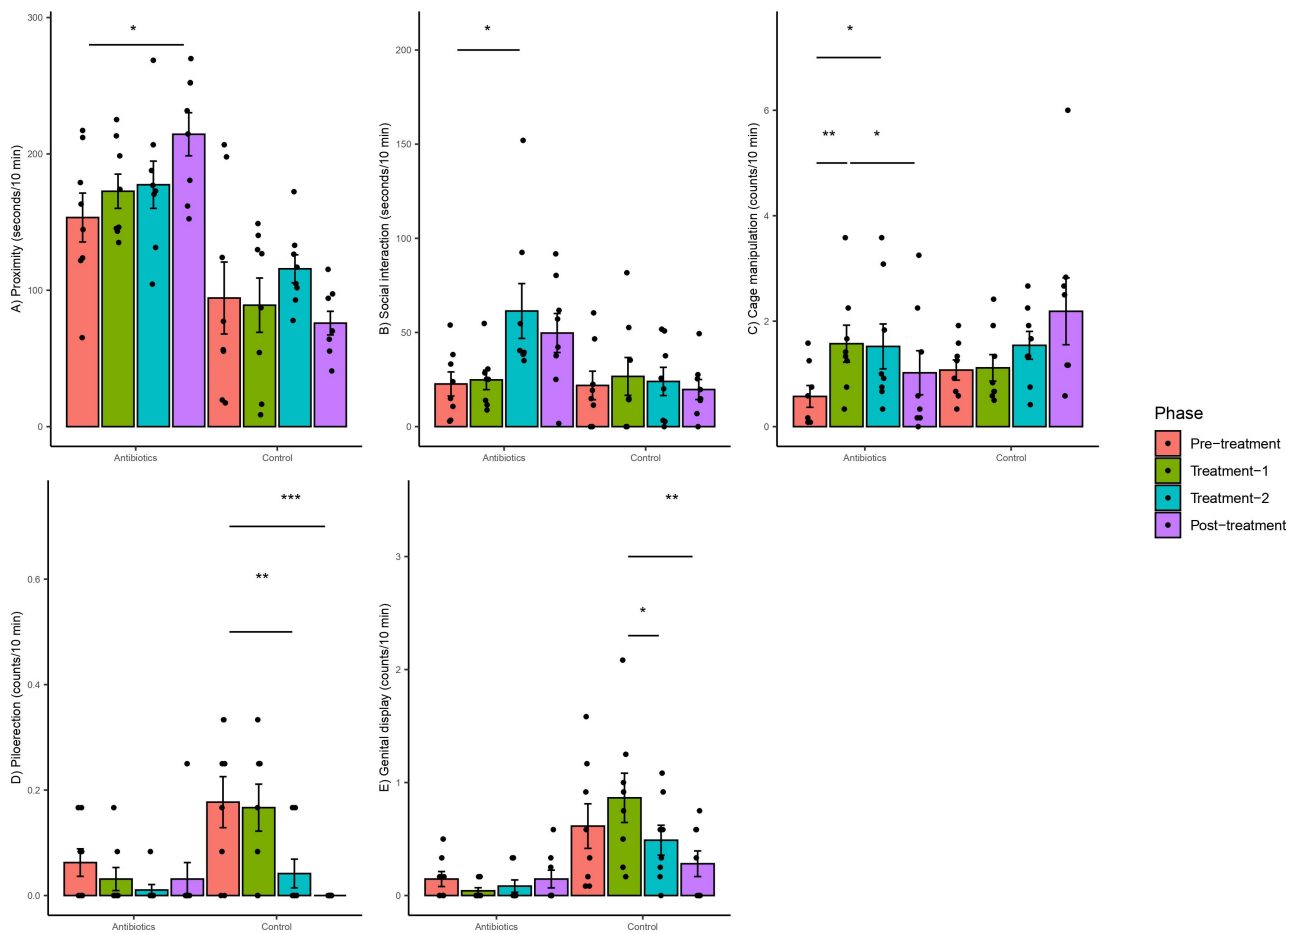 A) Proximity (seconds/10 min)
300
200
100
0
*
Antibiotics
Control
B) Social interaction (seconds/10 min)
200
150
100
50
0
*
Antibiotics
Control
C) Cage manipulation (counts/10 min)
6
4
2
0
*
** *
Antibiotics
Control
Phase
Pre−treatment
Treatment−1
Treatment−2
Post−treatment
D) Piloerection (counts/10 min)
0.6
0.4
0.2
0.0
***
**
Antibiotics
Control
E) Genital display (counts/10 min)
3
2
1
0
**
*
Antibiotics
Control